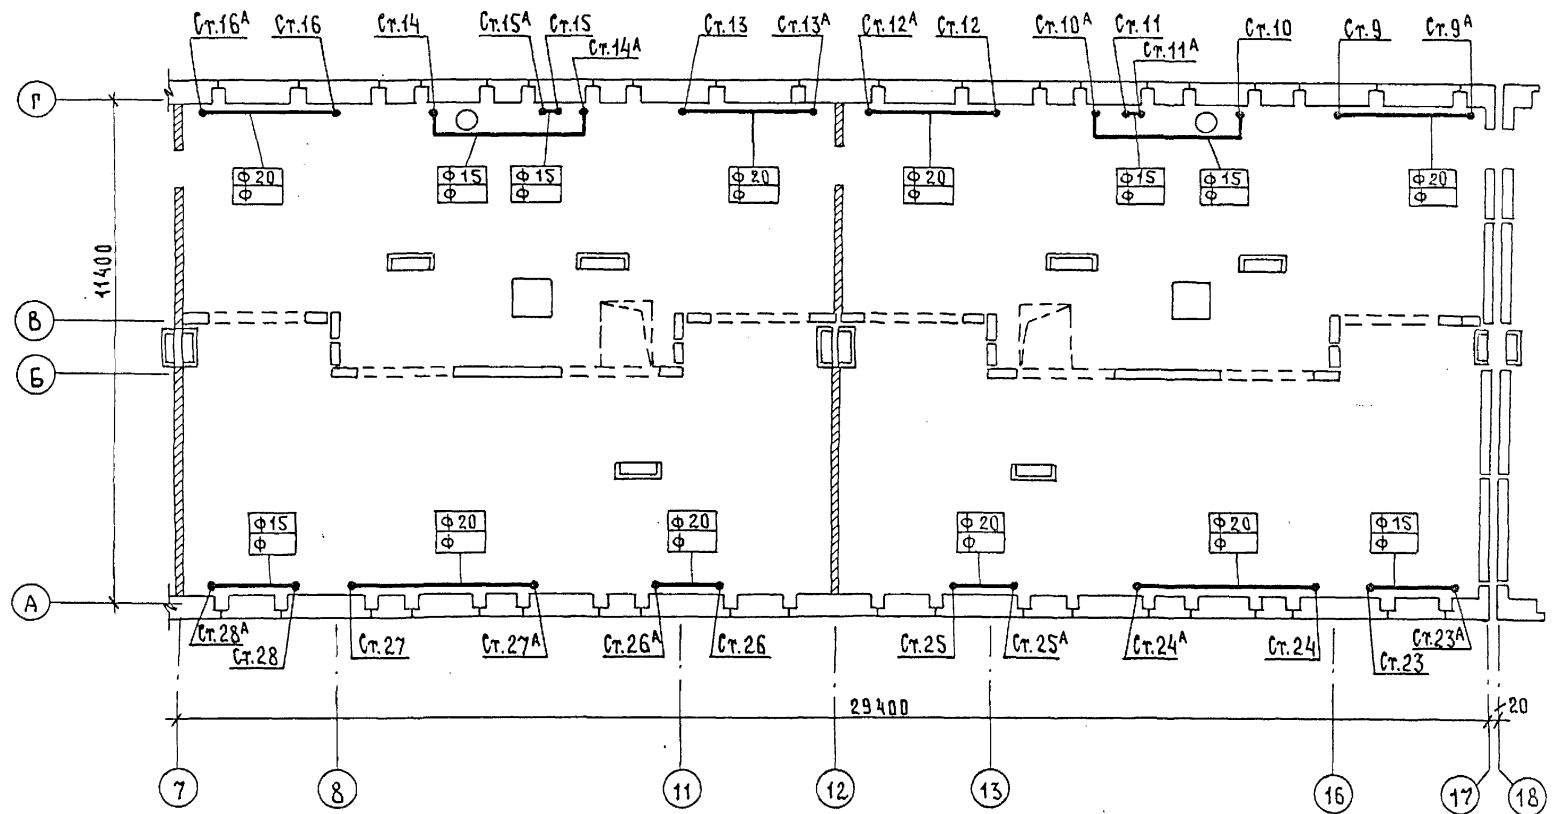 Ст.16А Ст.16 Ст.14 Ст.15А Ст.15 Ст.14А Ст.13 Ст.13А Ст.12А Ст.12 Ст.10А Ст.11 Ст.11А Ст.10 Ст.9 Ст.9А
Г
ф20 ф15 ф15 ф20 ф20 ф15 ф15 ф20
ф ф ф ф ф ф ф ф
11400
В
Б
ф15 ф20 ф20 ф20 ф20 ф15
ф ф ф ф ф ф
А
Ст.28А Ст.28 Ст.27 Ст.27А Ст.26А Ст.26 Ст.25 Ст.25А Ст.24А Ст.24 Ст.23 Ст.23А
29400 20
7 8 11 12 13 16 17 18